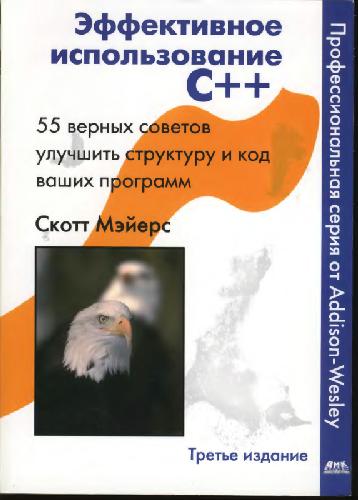 Эффективное
использование
C++
55 верных советов
улучшить структуру и код
ваших программ
Скотт Мэйерс
Третье издание
Профессиональная серия от Addison-Wesley